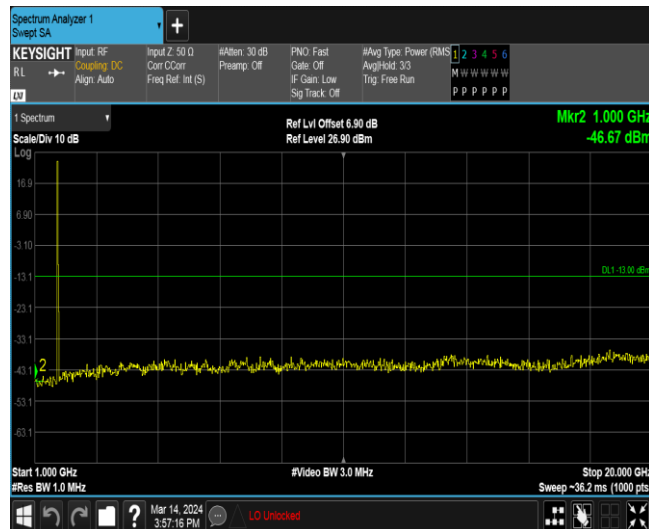 Spectrum Analyzer 1
Swept SA
+
KEYSIGHT
RL
LXI
Input: RF
Coupling: DC
Align: Auto
Input Z: 50 Ω
Corr CCorr
Freq Ref: Int (S)
#Atten: 30 dB
Preamp: Off
PNO: Fast
Gate: Off
IF Gain: Low
Sig Track: Off
#Avg Type: Power (RMS
Avg|Hold: 3/3
Trig: Free Run
1 2 3 4 5 6
M W W W W W
P P P P P P
1 Spectrum
Scale/Div 10 dB
Log
Ref Lvl Offset 6.90 dB
Ref Level 26.90 dBm
Mkr2 1.000 GHz
-46.67 dBm
16.9
6.90
-3.10
-13.1
-23.1
-33.1
-43.1
-53.1
-63.1
DL1 -13.00 dBm
2
Start 1.000 GHz
#Res BW 1.0 MHz
#Video BW 3.0 MHz
Stop 20.000 GHz
Sweep ~36.2 ms (1000 pts)
?
Mar 14, 2024
3:57:16 PM
LO Unlocked